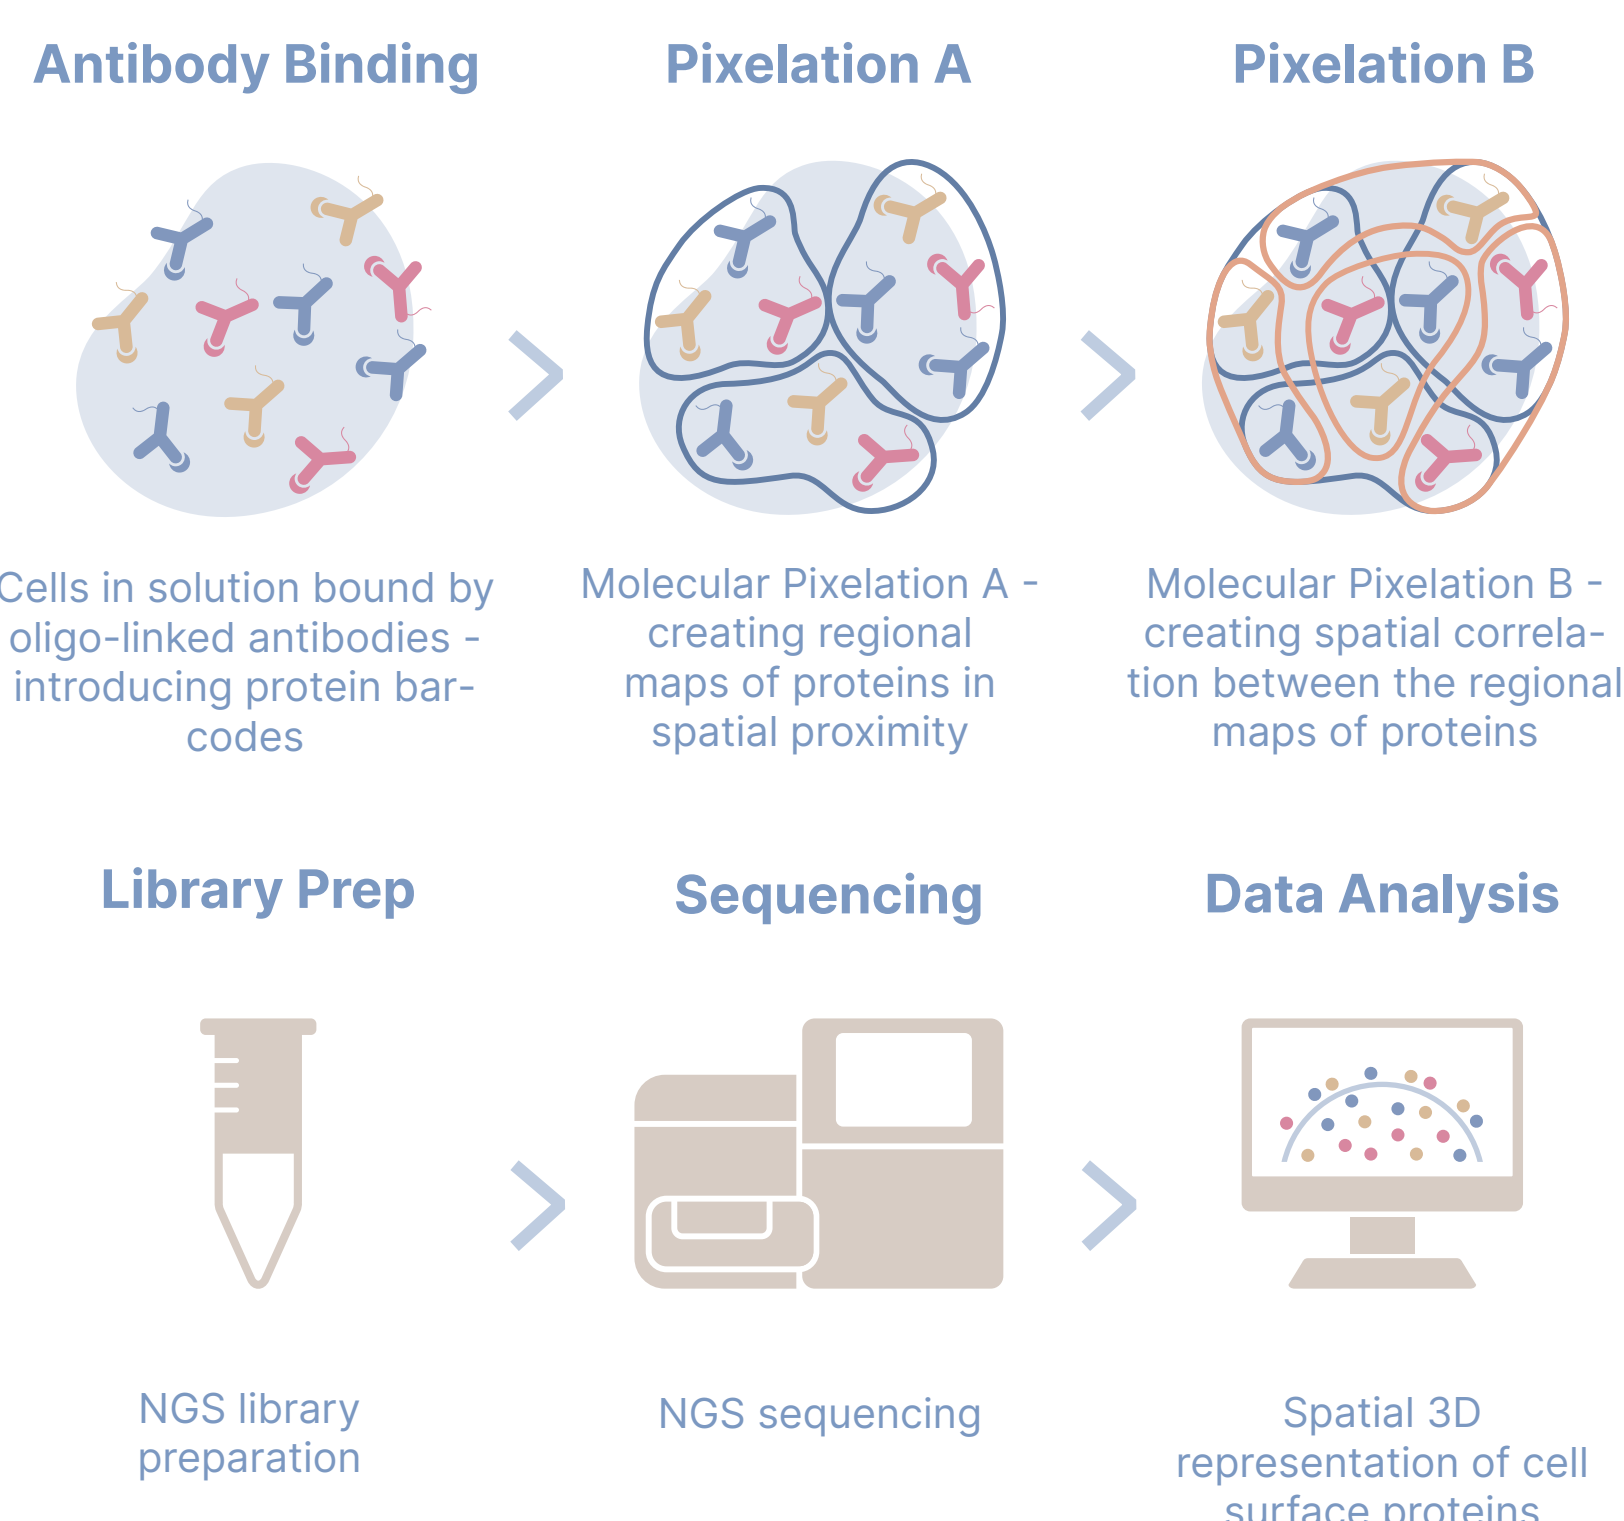 Antibody Binding
Pixelation A
Pixelation B
Cells in solution bound by
oligo-linked antibodies -
introducing protein bar-
codes
Molecular Pixelation A -
creating regional
maps of proteins in
spatial proximity
Molecular Pixelation B -
creating spatial correla-
tion between the regional
maps of proteins
Library Prep
Sequencing
Data Analysis
NGS library
preparation
NGS sequencing
Spatial 3D
representation of cell
surface proteins